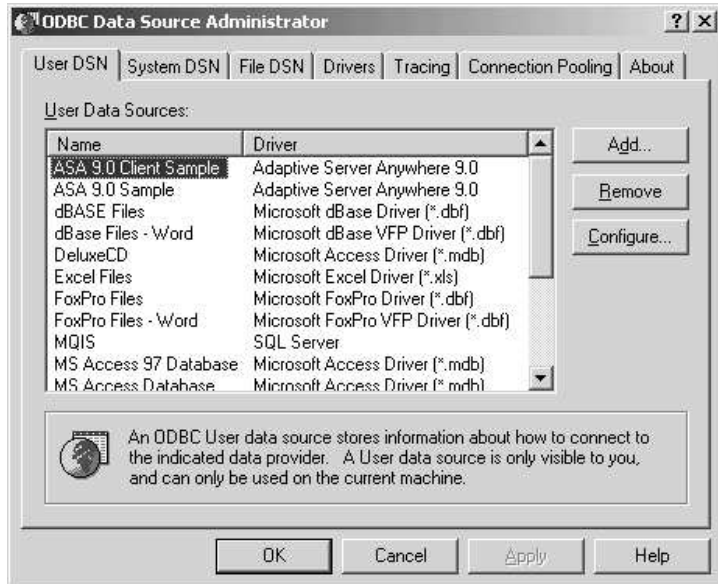 ODBC Data Source Administrator
User DSN System DSN File DSN Drivers Tracing Connection Pooling About
User Data Sources:
Name Driver
ASA 9.0 Client Sample Adaptive Server Anywhere 9.0
ASA 9.0 Sample Adaptive Server Anywhere 9.0
dBASE Files Microsoft dBase Driver (*.dbf)
dBase Files - Word Microsoft dBase VFP Driver (*.dbf)
DeluxeCD Microsoft Access Driver (*.mdb)
Excel Files Microsoft Excel Driver (*.xls)
FoxPro Files Microsoft FoxPro Driver (*.dbf)
FoxPro Files - Word Microsoft FoxPro VFP Driver (*.dbf)
MQIS SQL Server
MS Access 97 Database Microsoft Access Driver (*.mdb)
MS Access Database Microsoft Access Driver (*.mdb)
Add...
Remove
Configure...
An ODBC User data source stores information about how to connect to
the indicated data provider. A User data source is only visible to you,
and can only be used on the current machine.
OK Cancel Apply Help